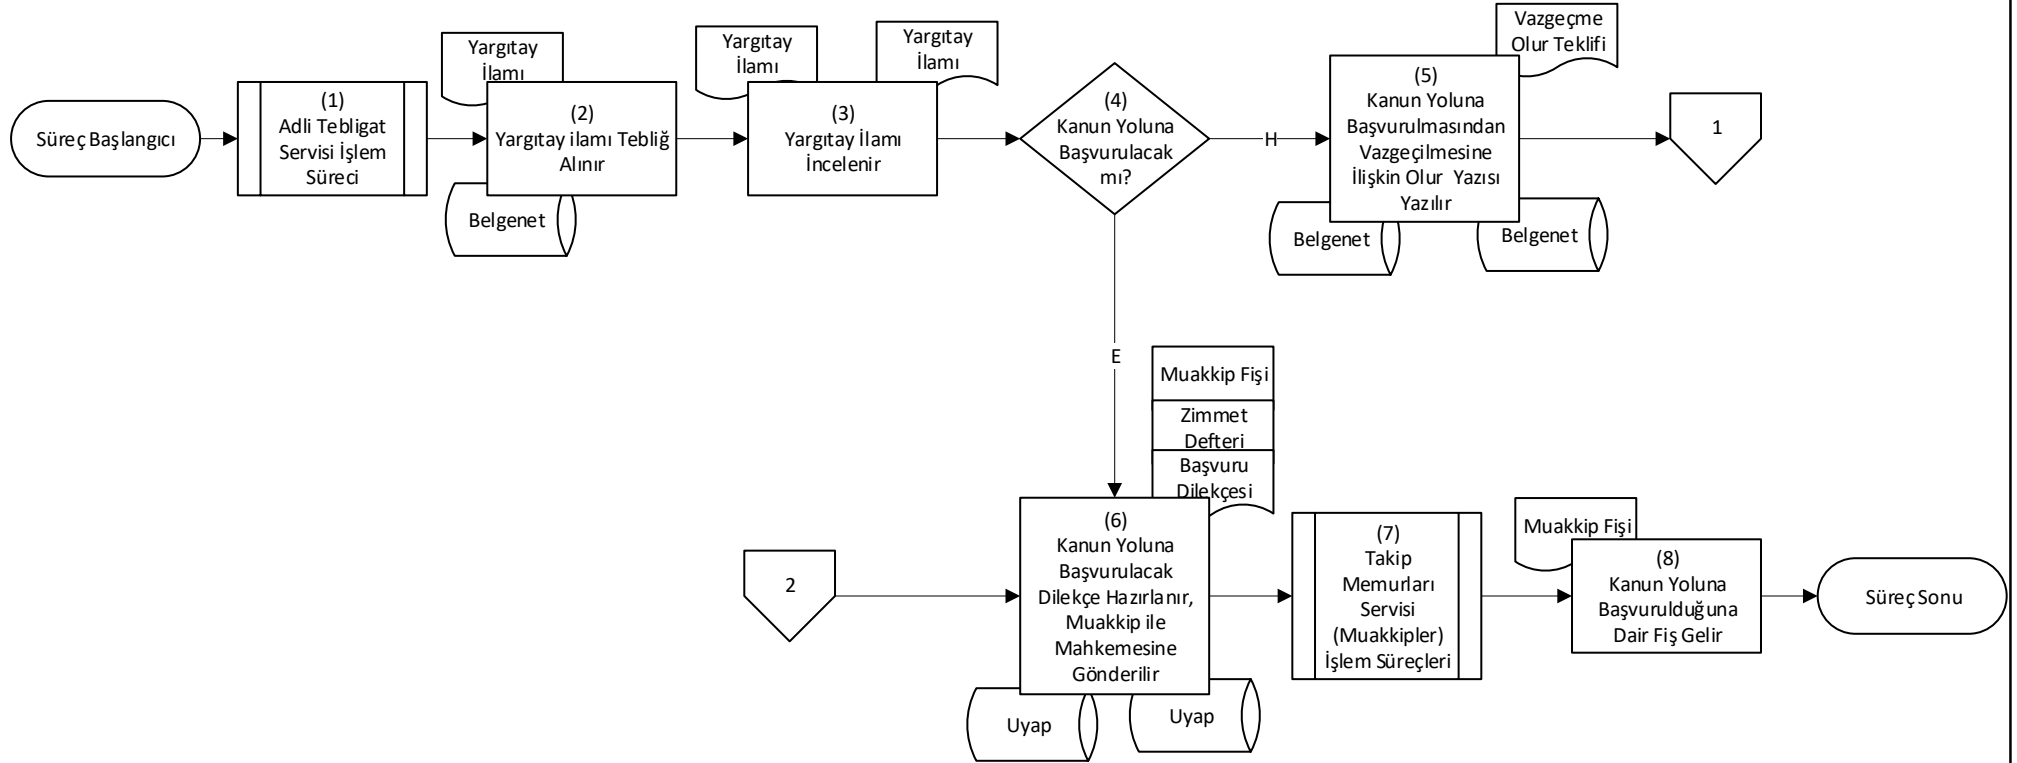 Süreç Başlangıcı
(1)
Adli Tebligat
Servisi İşlem
Süreci
Yargıtay
İlamı
(2)
Yargıtay ilamı Tebliğ
Alınır
Belgenet
Yargıtay
İlamı
Yargıtay
İlamı
(3)
Yargıtay İlamı
İncelenir
(4)
Kanun Yoluna
Başvurulacak
mı?
H
Vazgeçme
Olur Teklifi
(5)
Kanun Yoluna
Başvurulmasından
Vazgeçilmesine
İlişkin Olur Yazısı
Yazılır
Belgenet
Belgenet
1
E
Muakkip Fişi
Zimmet
Defteri
Başvuru
Dilekçesi
2
(6)
Kanun Yoluna
Başvurulacak
Dilekçe Hazırlanır,
Muakkip ile
Mahkemesine
Gönderilir
Uyap
Uyap
(7)
Takip
Memurları
Servisi
(Muakkipler)
İşlem Süreçleri
Muakkip Fişi
(8)
Kanun Yoluna
Başvurulduğuna
Dair Fiş Gelir
Süreç Sonu